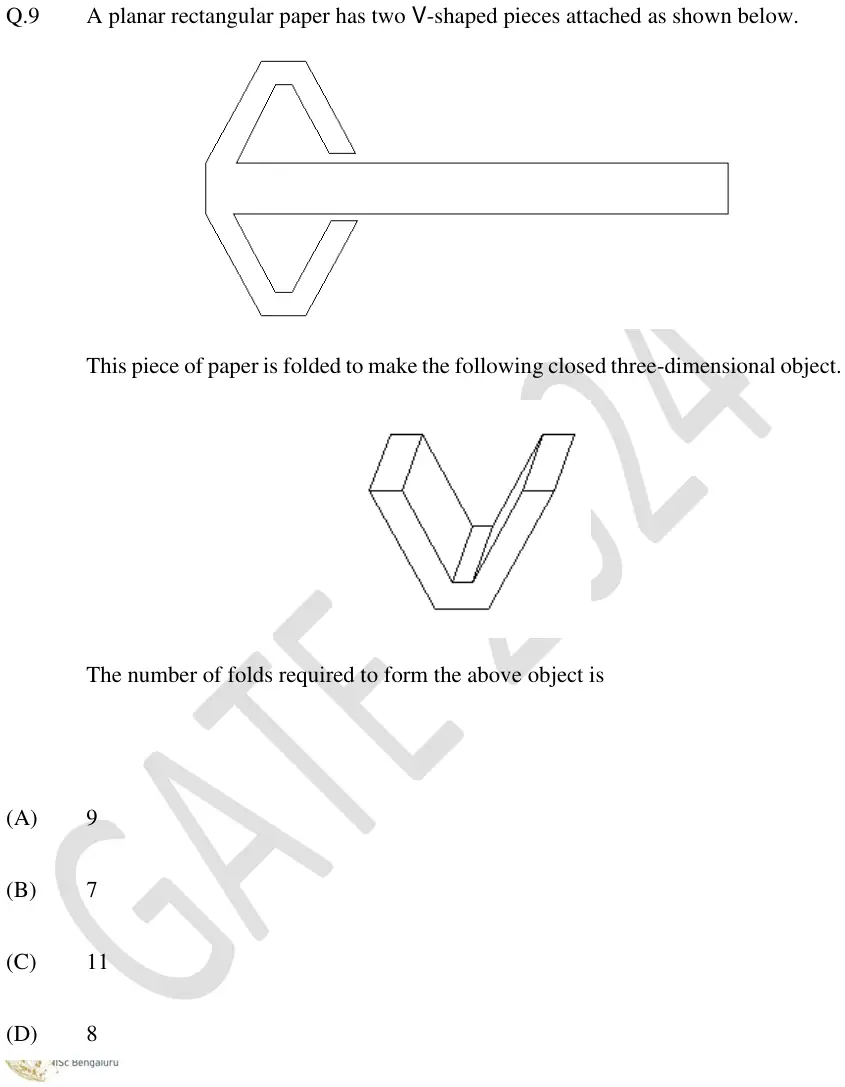 Q.9 A planar rectangular paper has two V-shaped pieces attached as shown below.
This piece of paper is folded to make the following closed three-dimensional object.
The number of folds required to form the above object is
(A) 9
(B) 7
(C) 11
(D) 8
GATE 2024
IISc Bengaluru